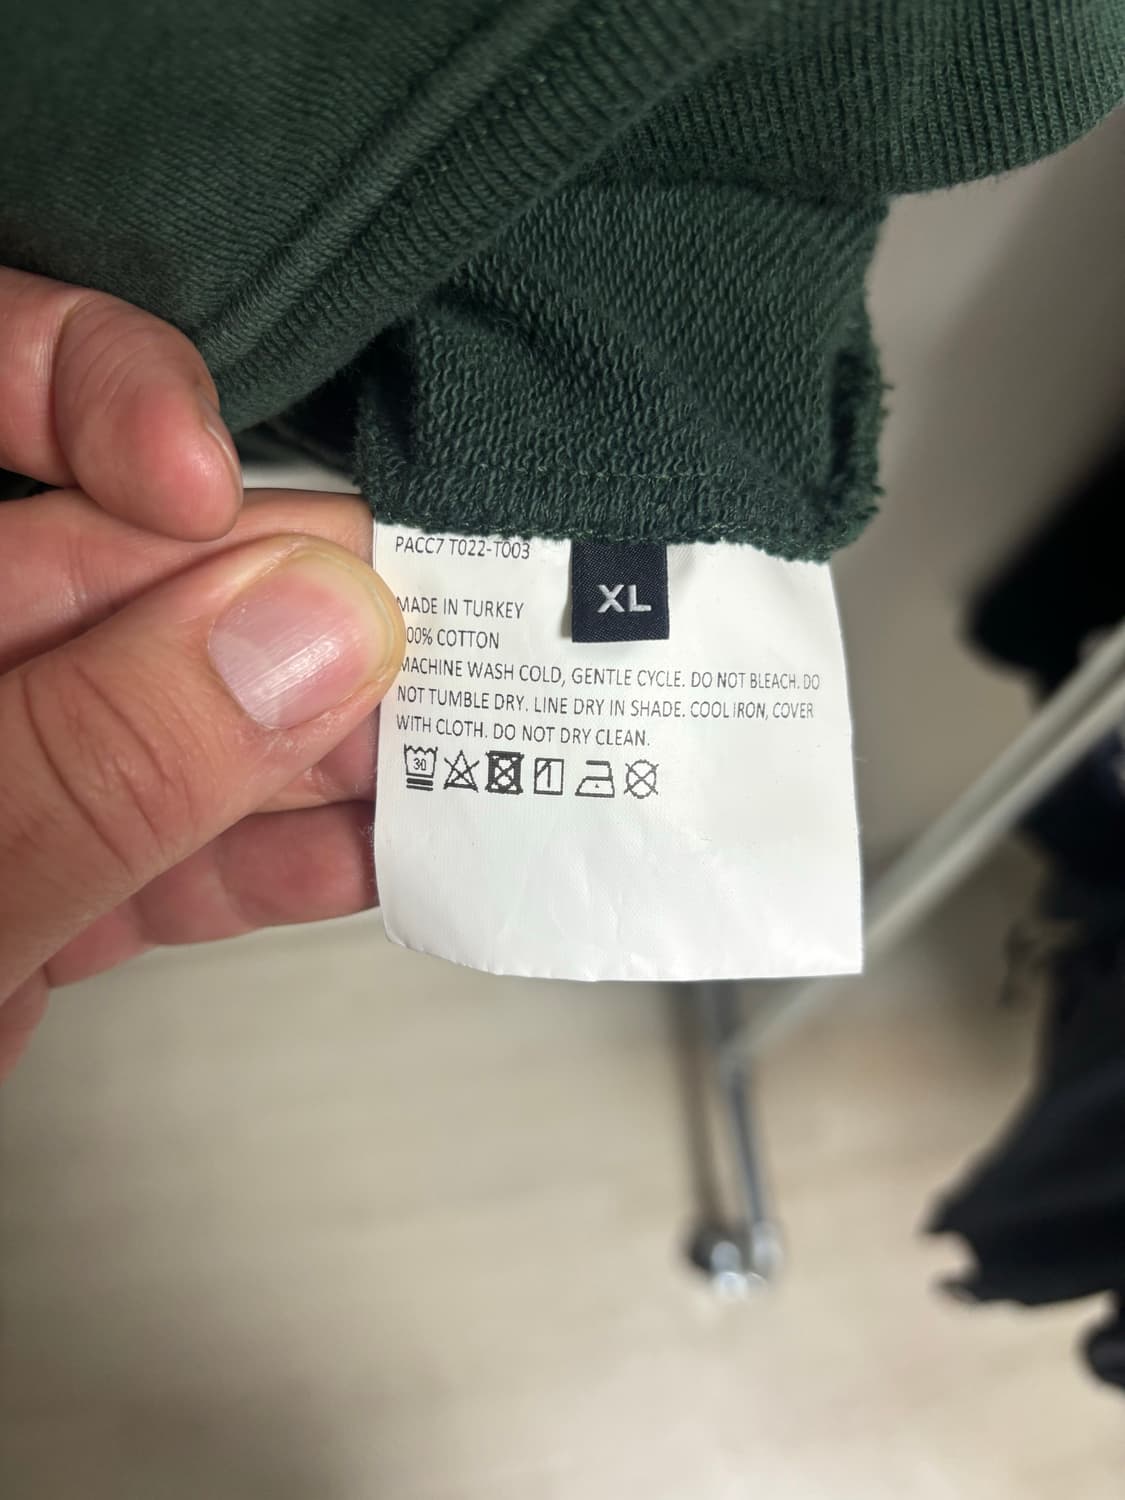 PACC7 T022-T003
XL
MADE IN TURKEY
00% COTTON
MACHINE WASH COLD, GENTLE CYCLE. DO NOT BLEACH. DO
NOT TUMBLE DRY. LINE DRY IN SHADE. COOL IRON, COVER
WITH CLOTH. DO NOT DRY CLEAN.
30